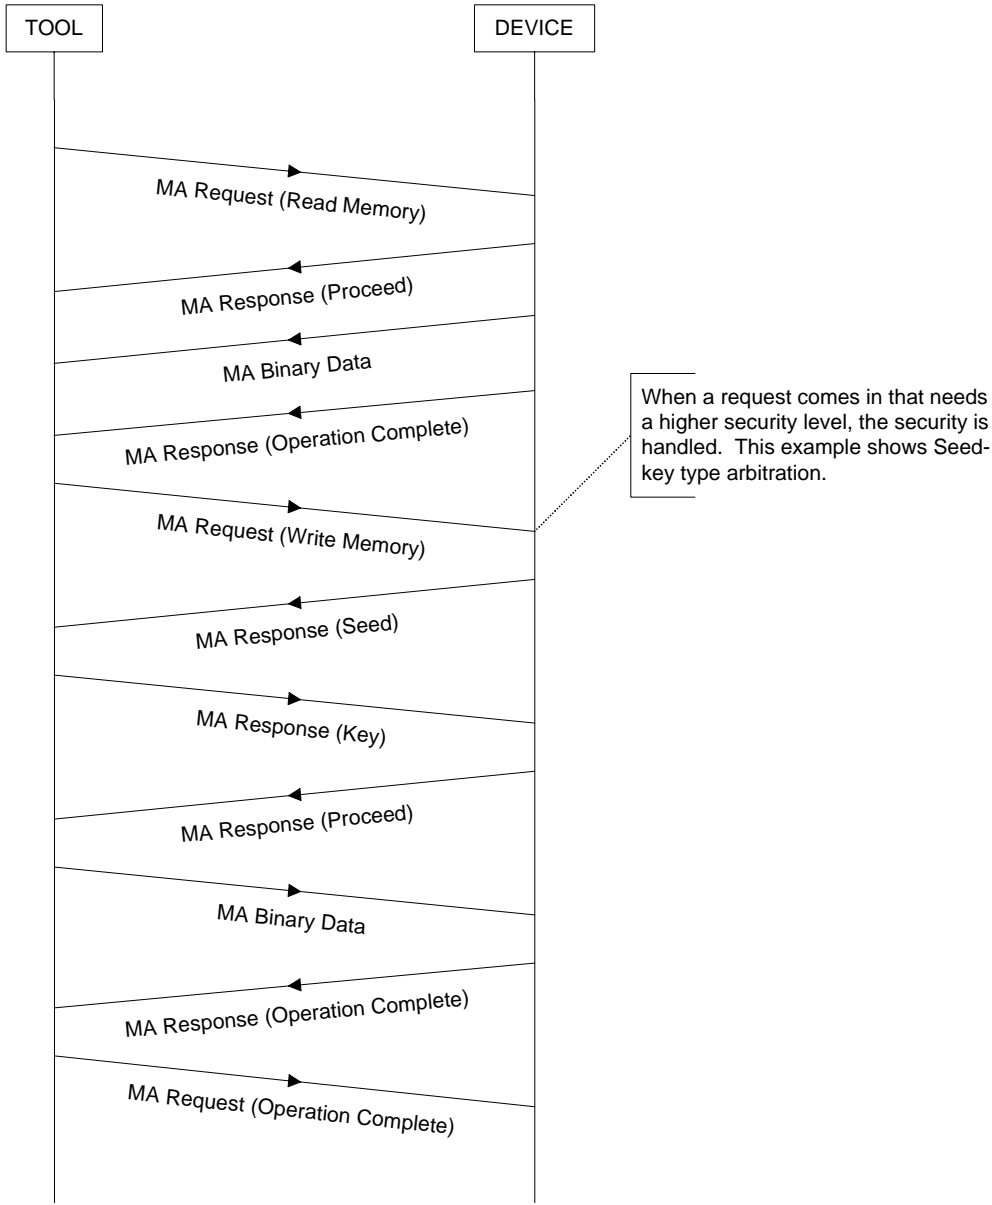 TOOL
DEVICE
MA Request (Read Memory)
MA Response (Proceed)
MA Binary Data
MA Response (Operation Complete)
When a request comes in that needs
a higher security level, the security is
handled.  This example shows Seed-
key type arbitration.
MA Request (Write Memory)
MA Response (Seed)
MA Response (Key)
MA Response (Proceed)
MA Binary Data
MA Response (Operation Complete)
MA Request (Operation Complete)